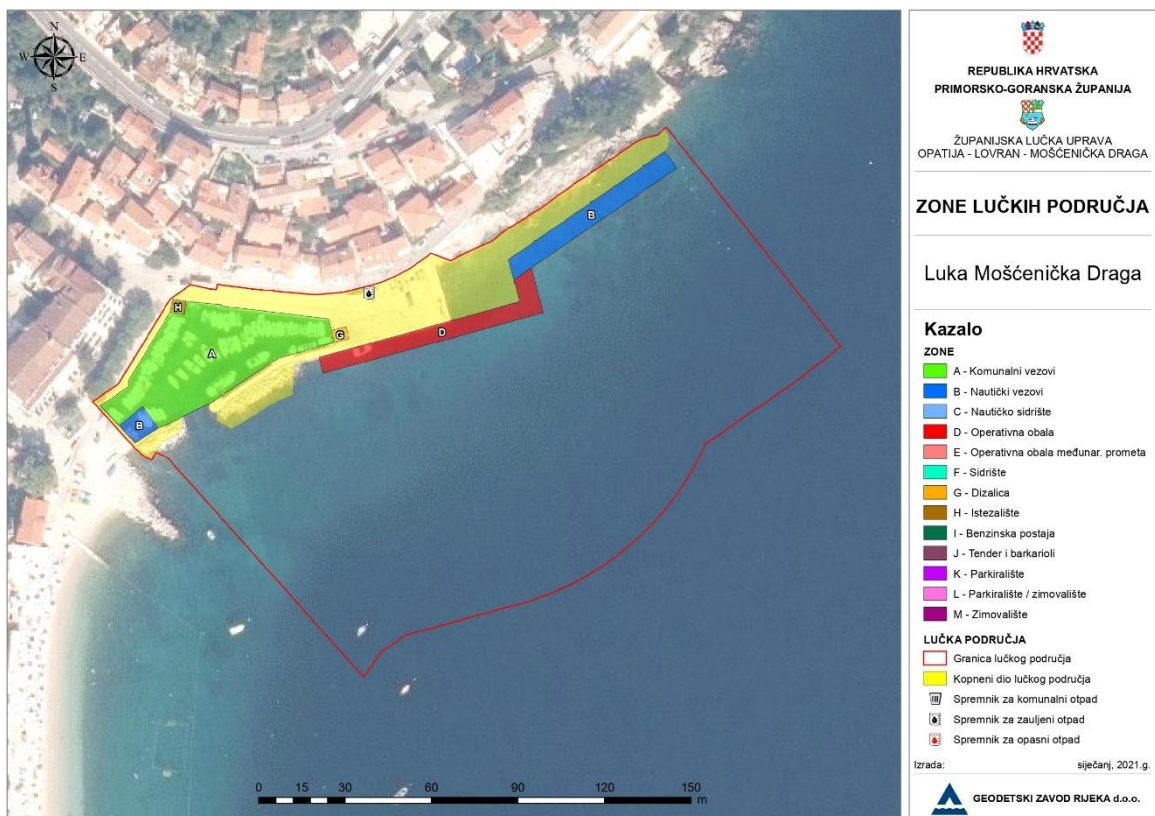 N
W E
S
B
D
G
H
A
B
0 15 30 60 90 120 150
m
REPUBLIKA HRVATSKA
PRIMORSKO-GORANSKA ŽUPANIJA
ŽUPANIJSKA LUČKA UPRAVA
OPATIJA - LOVRAN - MOŠĆENIČKA DRAGA
ZONE LUČKIH PODRUČJA
Luka Mošćenička Draga
Kazalo
ZONE
A - Komunalni vezovi
B - Nautički vezovi
C - Nautičko sidrište
D - Operativna obala
E - Operativna obala međunar. prometa
F - Sidrište
G - Dizalica
H - Istezalište
I - Benzinska postaja
J - Tender i barkarioli
K - Parkiralište
L - Parkiralište / zimovalište
M - Zimovalište
LUČKA PODRUČJA
Granica lučkog područja
Kopneni dio lučkog područja
Spremnik za komunalni otpad
Spremnik za zauljeni otpad
Spremnik za opasni otpad
Izrada: siječanj, 2021.g.
GEODETSKI ZAVOD RIJEKA d.o.o.